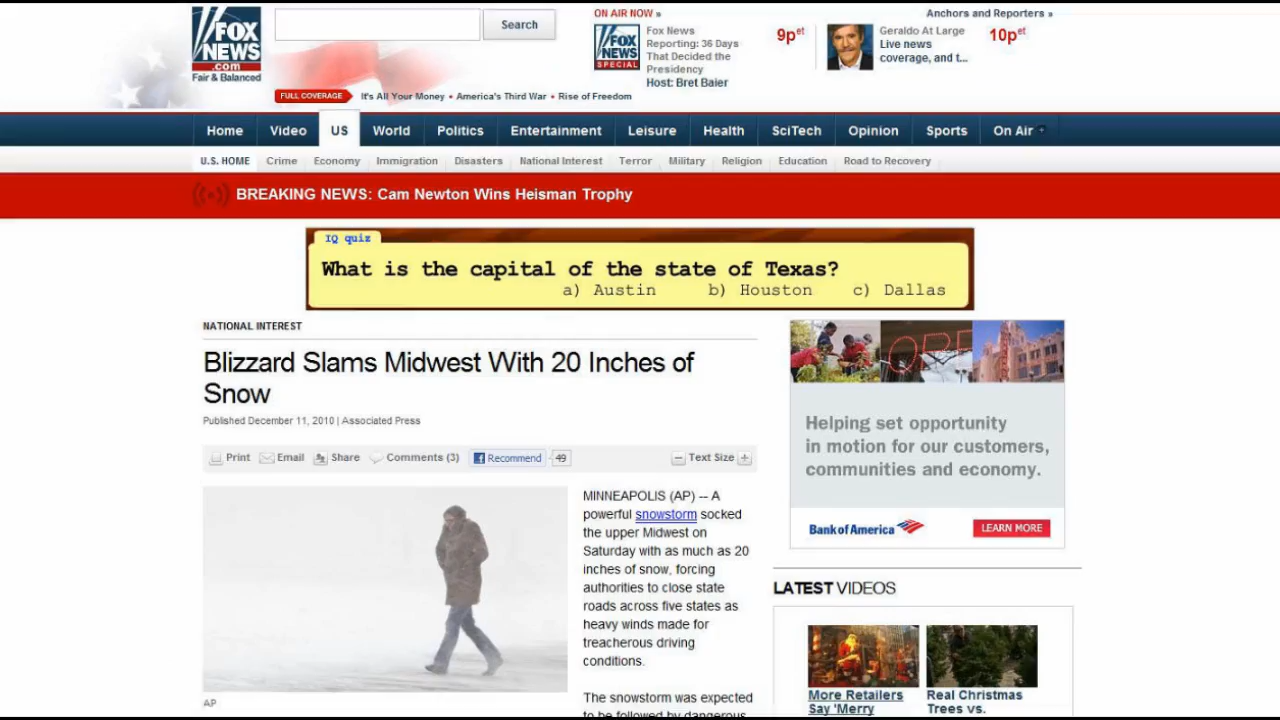 FOX
NEWS
.com
Fair & Balanced
Search
FULL COVERAGE
It's All Your Money • America's Third War • Rise of Freedom
ON AIR NOW »
FOX
NEWS
SPECIAL
Fox News
Reporting: 36 Days
That Decided the
Presidency
Host: Bret Baier
9pet
Anchors and Reporters »
Geraldo At Large
Live news
coverage, and t...
10pet
Home Video US World Politics Entertainment Leisure Health SciTech Opinion Sports On Air +
U.S. HOME Crime Economy Immigration Disasters National Interest Terror Military Religion Education Road to Recovery
BREAKING NEWS: Cam Newton Wins Heisman Trophy
IQ quiz
What is the capital of the state of Texas?
a) Austin b) Houston c) Dallas
NATIONAL INTEREST
Blizzard Slams Midwest With 20 Inches of
Snow
Published December 11, 2010 | Associated Press
Print Email Share Comments (3) Recommend 49 Text Size
AP
MINNEAPOLIS (AP) -- A
powerful snowstorm socked
the upper Midwest on
Saturday with as much as 20
inches of snow, forcing
authorities to close state
roads across five states as
heavy winds made for
treacherous driving
conditions.
The snowstorm was expected
to be followed by dangerous
Helping set opportunity
in motion for our customers,
communities and economy.
Bank of America
LEARN MORE
LATEST VIDEOS
More Retailers
Say 'Merry
Real Christmas
Trees vs.